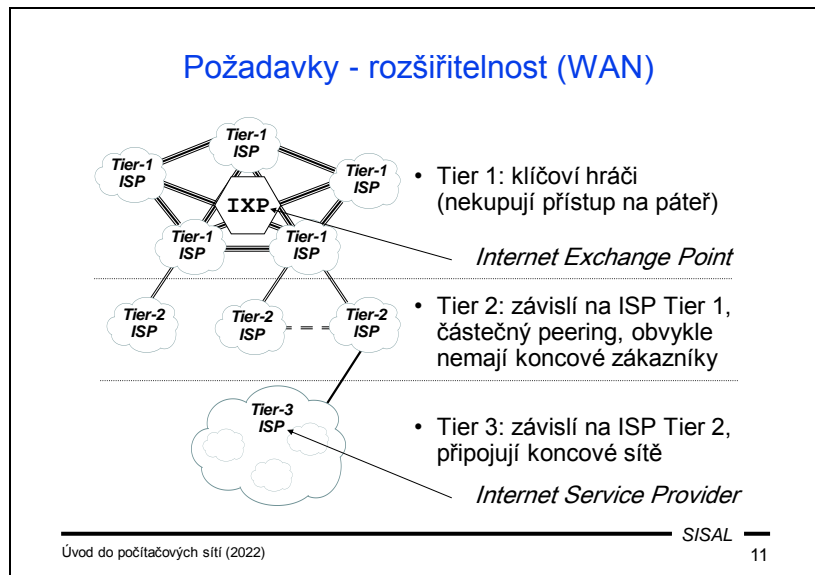 Požadavky - rozšiřitelnost (WAN)
Tier-1
ISP
Tier-1
ISP
Tier-1
ISP
IXP
Tier-1
ISP
Tier-1
ISP
• Tier 1: klíčoví hráči
(nekupují přístup na páteř)
Internet Exchange Point
Tier-2
ISP
Tier-2
ISP
Tier-2
ISP
• Tier 2: závislí na ISP Tier 1,
částečný peering, obvykle
nemají koncové zákazníky
Tier-3
ISP
• Tier 3: závislí na ISP Tier 2,
připojují koncové sítě
Internet Service Provider
SISAL
Úvod do počítačových sítí (2022)
11